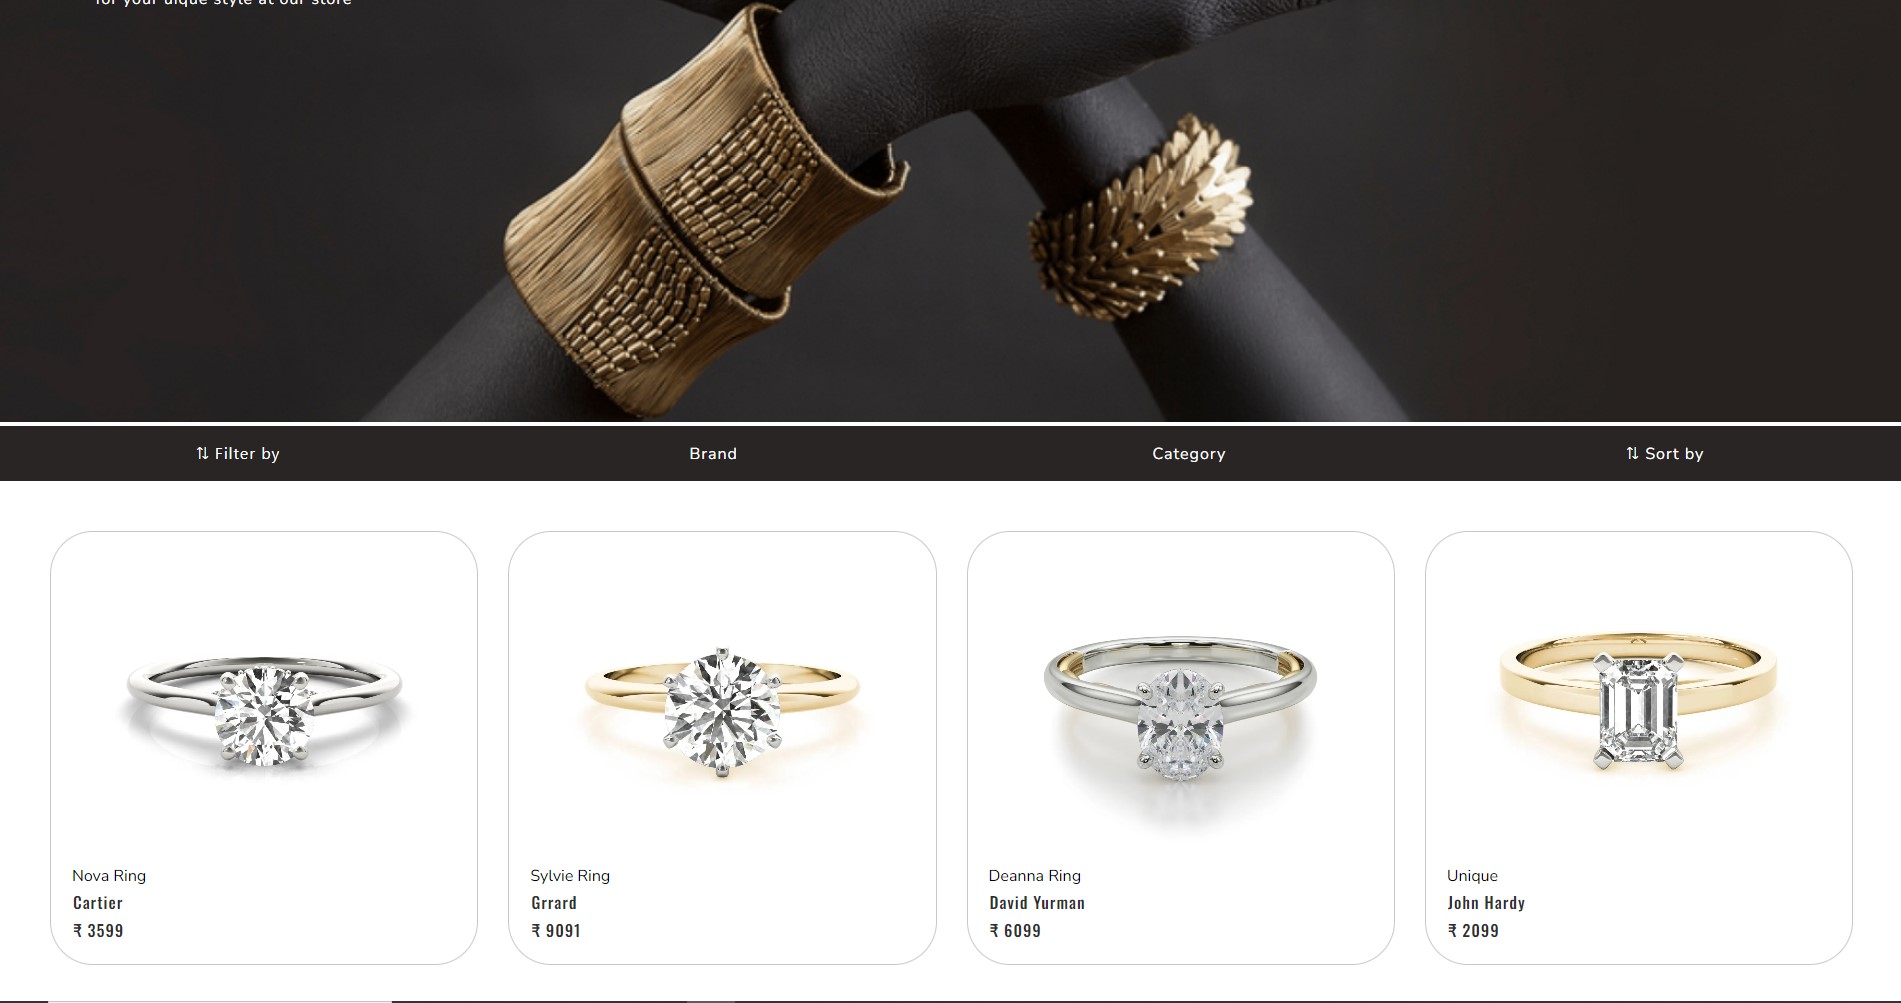 for your uique style at our store
⇅ Filter by
Brand
Category
⇅ Sort by
Nova Ring
Cartier
₹ 3599
Sylvie Ring
Grrard
₹ 9091
Deanna Ring
David Yurman
₹ 6099
Unique
John Hardy
₹ 2099